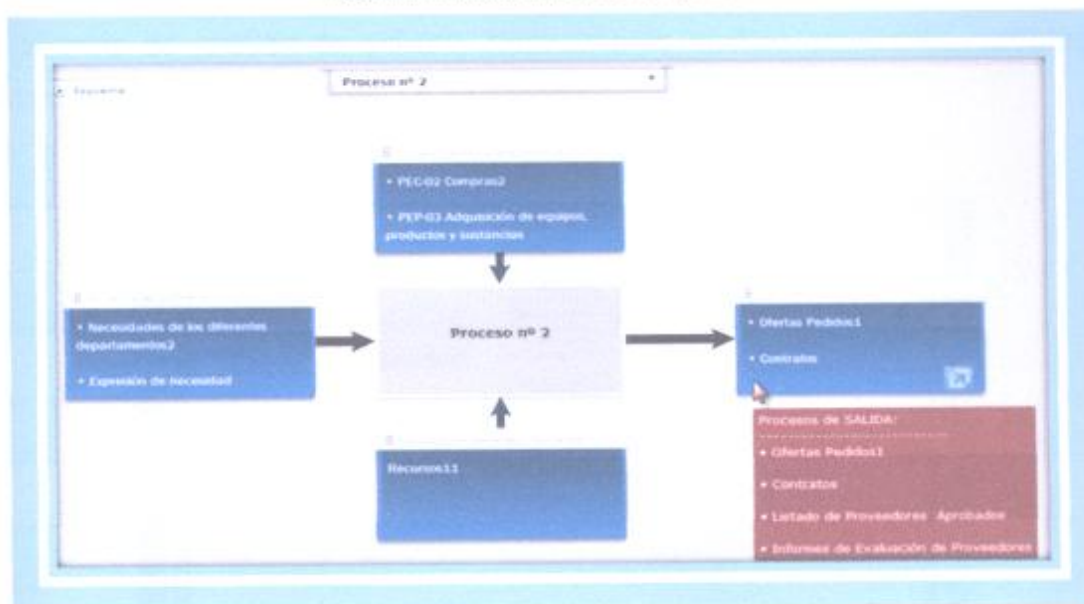 Proceso nº 2
Esquema
• PEC-02 Compras2
• PEP-03 Adquisición de equipos,
productos y sustancias
• Necesidades de los diferentes
departamentos2
• Expresión de necesidad
Proceso nº 2
• Ofertas Pedidos1
• Contratos
Recursos11
Procesos de SALIDA:
• Ofertas Pedidos1
• Contratos
• Listado de Proveedores Aprobados
• Informes de Evaluación de Proveedores